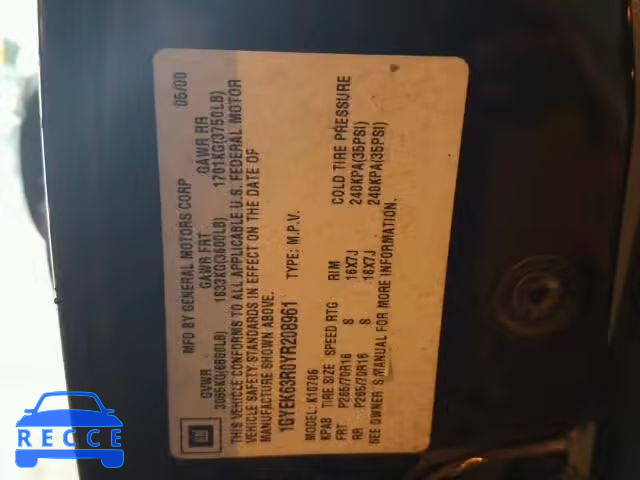 MFD BY GENERAL MOTORS CORP 05/00
GVWR GAWR FRT GAWR RR
3085KG(6800LB) 1633KG(3600LB) 1701KG(3750LB)
THIS VEHICLE CONFORMS TO ALL APPLICABLE U.S. FEDERAL MOTOR
VEHICLE SAFETY STANDARDS IN EFFECT ON THE DATE OF
MANUFACTURE SHOWN ABOVE.
1GYEK63R0YR208961 TYPE: M.P.V.
MODEL: K10706
KPAB TIRE SIZE SPEED RTG RIM COLD TIRE PRESSURE
FRT P265/70R16 S 16X7J 240KPA(35PSI)
RR P265/70R16 S 16X7J 240KPA(35PSI)
SEE OWNER'S MANUAL FOR MORE INFORMATION.
GM
RECCE